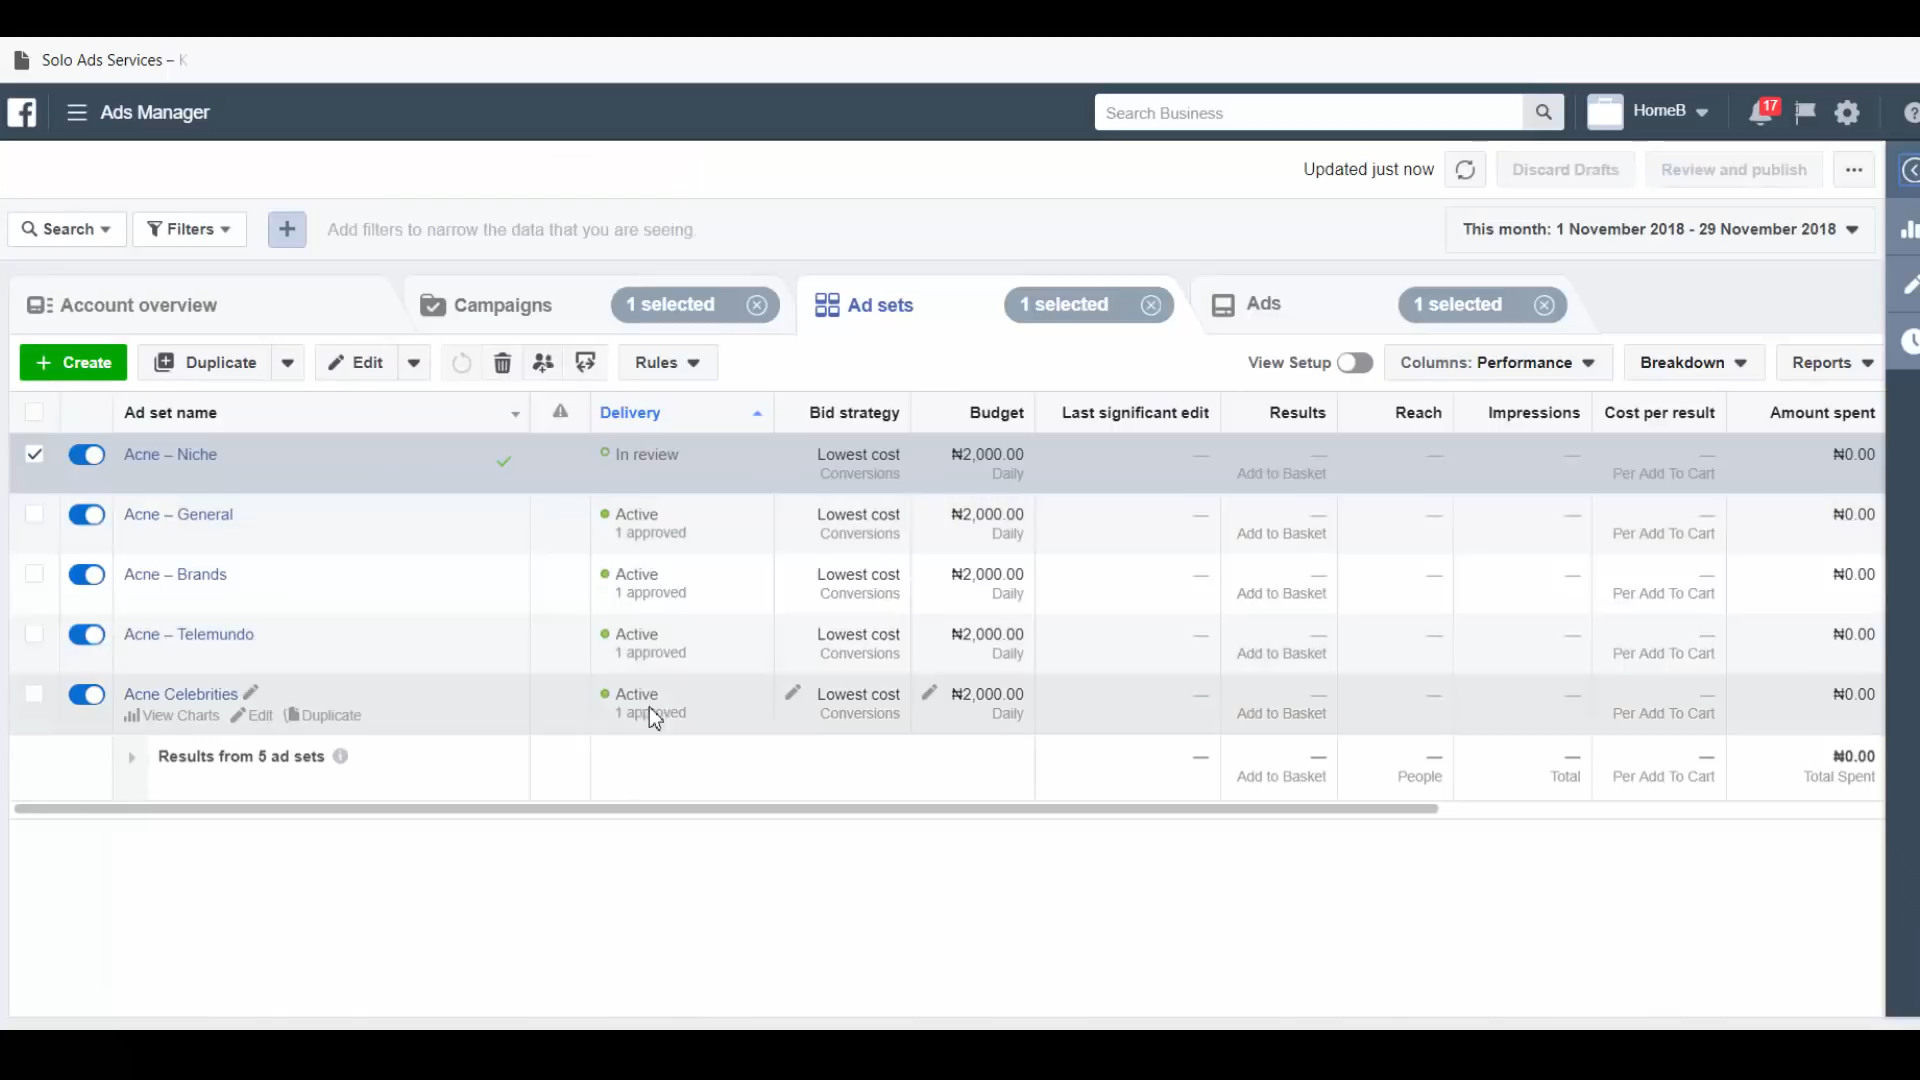 Solo Ads Services – K
Ads Manager
Search Business
HomeB
17
Updated just now
Discard Drafts
Review and publish
Search
Filters
Add filters to narrow the data that you are seeing.
This month: 1 November 2018 - 29 November 2018
Account overview
Campaigns
1 selected
Ad sets
1 selected
Ads
1 selected
+ Create
Duplicate
Edit
Rules
View Setup
Columns: Performance
Breakdown
Reports
Ad set name
Delivery
Bid strategy
Budget
Last significant edit
Results
Reach
Impressions
Cost per result
Amount spent
Acne – Niche
In review
Lowest cost
₦2,000.00
—
—
—
—
—
₦0.00
Conversions
Daily
Add to Basket
Per Add To Cart
Acne – General
Active
Lowest cost
₦2,000.00
—
—
—
—
—
₦0.00
1 approved
Conversions
Daily
Add to Basket
Per Add To Cart
Acne – Brands
Active
Lowest cost
₦2,000.00
—
—
—
—
—
₦0.00
1 approved
Conversions
Daily
Add to Basket
Per Add To Cart
Acne – Telemundo
Active
Lowest cost
₦2,000.00
—
—
—
—
—
₦0.00
1 approved
Conversions
Daily
Add to Basket
Per Add To Cart
Acne Celebrities
Active
Lowest cost
₦2,000.00
—
—
—
—
—
₦0.00
View Charts
Edit
Duplicate
1 approved
Conversions
Daily
Add to Basket
Per Add To Cart
Results from 5 ad sets
—
—
—
—
—
₦0.00
Add to Basket
People
Total
Per Add To Cart
Total Spent